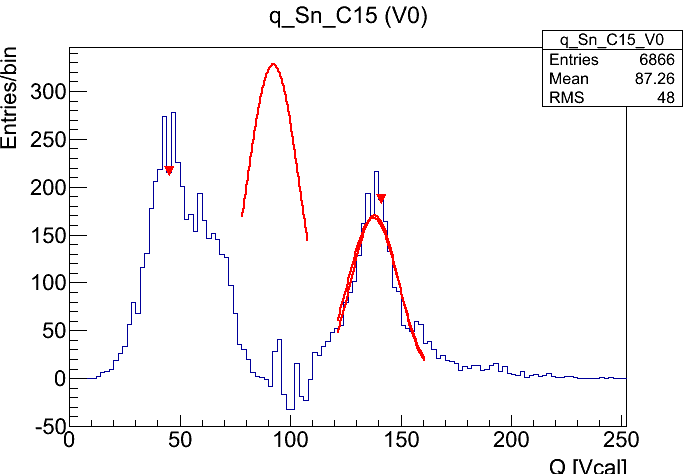 q_Sn_C15 (V0)
q_Sn_C15_V0
Entries 6866
Mean 87.26
RMS 48
Entries/bin
300
250
200
150
100
50
0
-50
0 50 100 150 200 250
Q [Vcal]